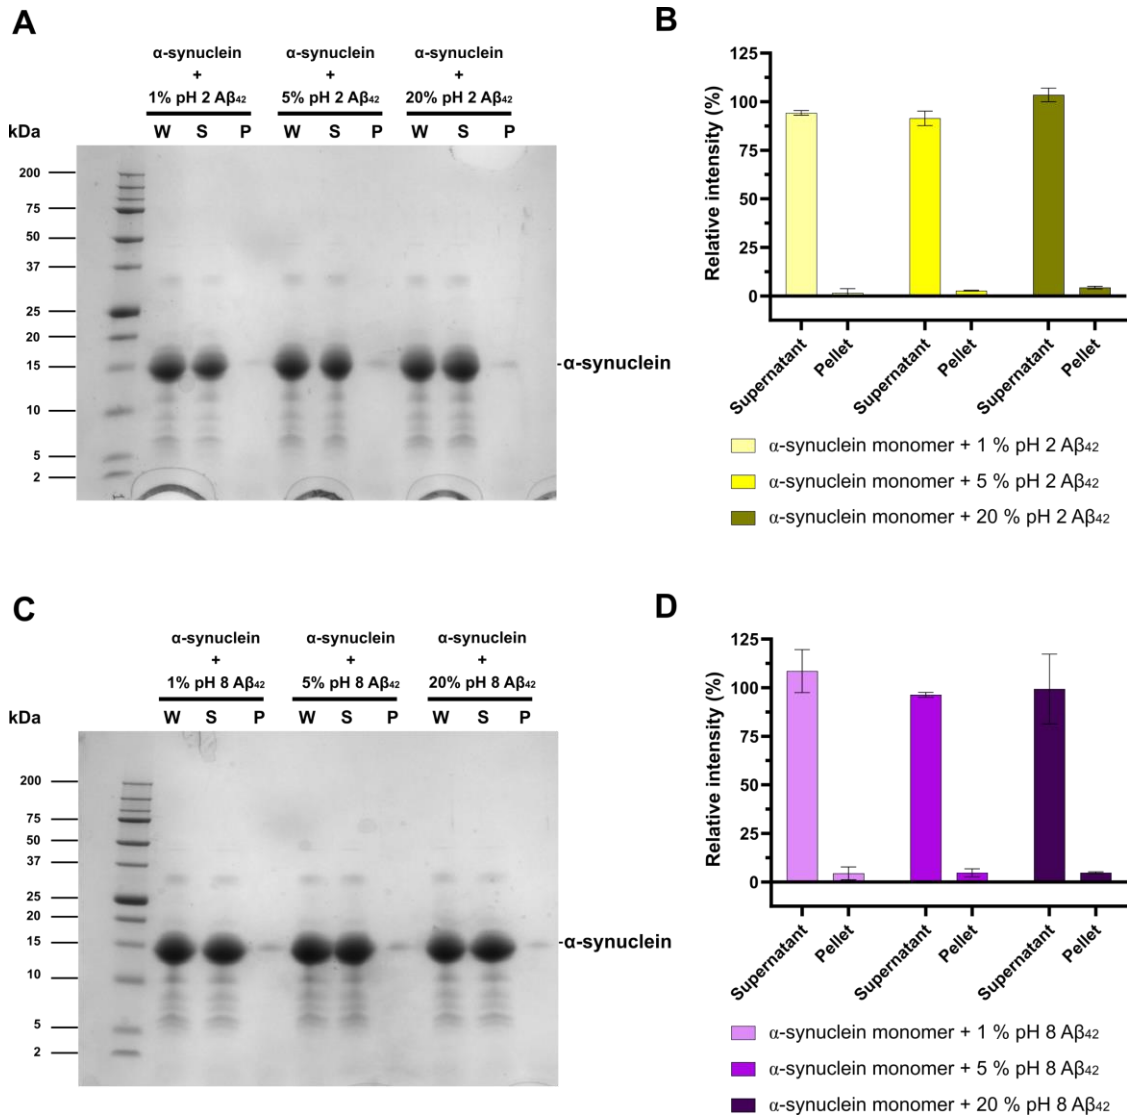 A
α-synuclein α-synuclein α-synuclein
+ + +
1% pH 2 Aβ42 5% pH 2 Aβ42 20% pH 2 Aβ42
kDa W S P W S P W S P
200
75
50
37
25
20
15
10
5
2
-α-synuclein
B
Relative intensity (%)
125
100
75
50
25
0
Supernatant Pellet Supernatant Pellet Supernatant Pellet
α-synuclein monomer + 1 % pH 2 Aβ42
α-synuclein monomer + 5 % pH 2 Aβ42
α-synuclein monomer + 20 % pH 2 Aβ42
C
α-synuclein α-synuclein α-synuclein
+ + +
1% pH 8 Aβ42 5% pH 8 Aβ42 20% pH 8 Aβ42
kDa W S P W S P W S P
200
75
50
37
25
20
15
10
5
2
-α-synuclein
D
Relative intensity (%)
125
100
75
50
25
0
Supernatant Pellet Supernatant Pellet Supernatant Pellet
α-synuclein monomer + 1 % pH 8 Aβ42
α-synuclein monomer + 5 % pH 8 Aβ42
α-synuclein monomer + 20 % pH 8 Aβ42